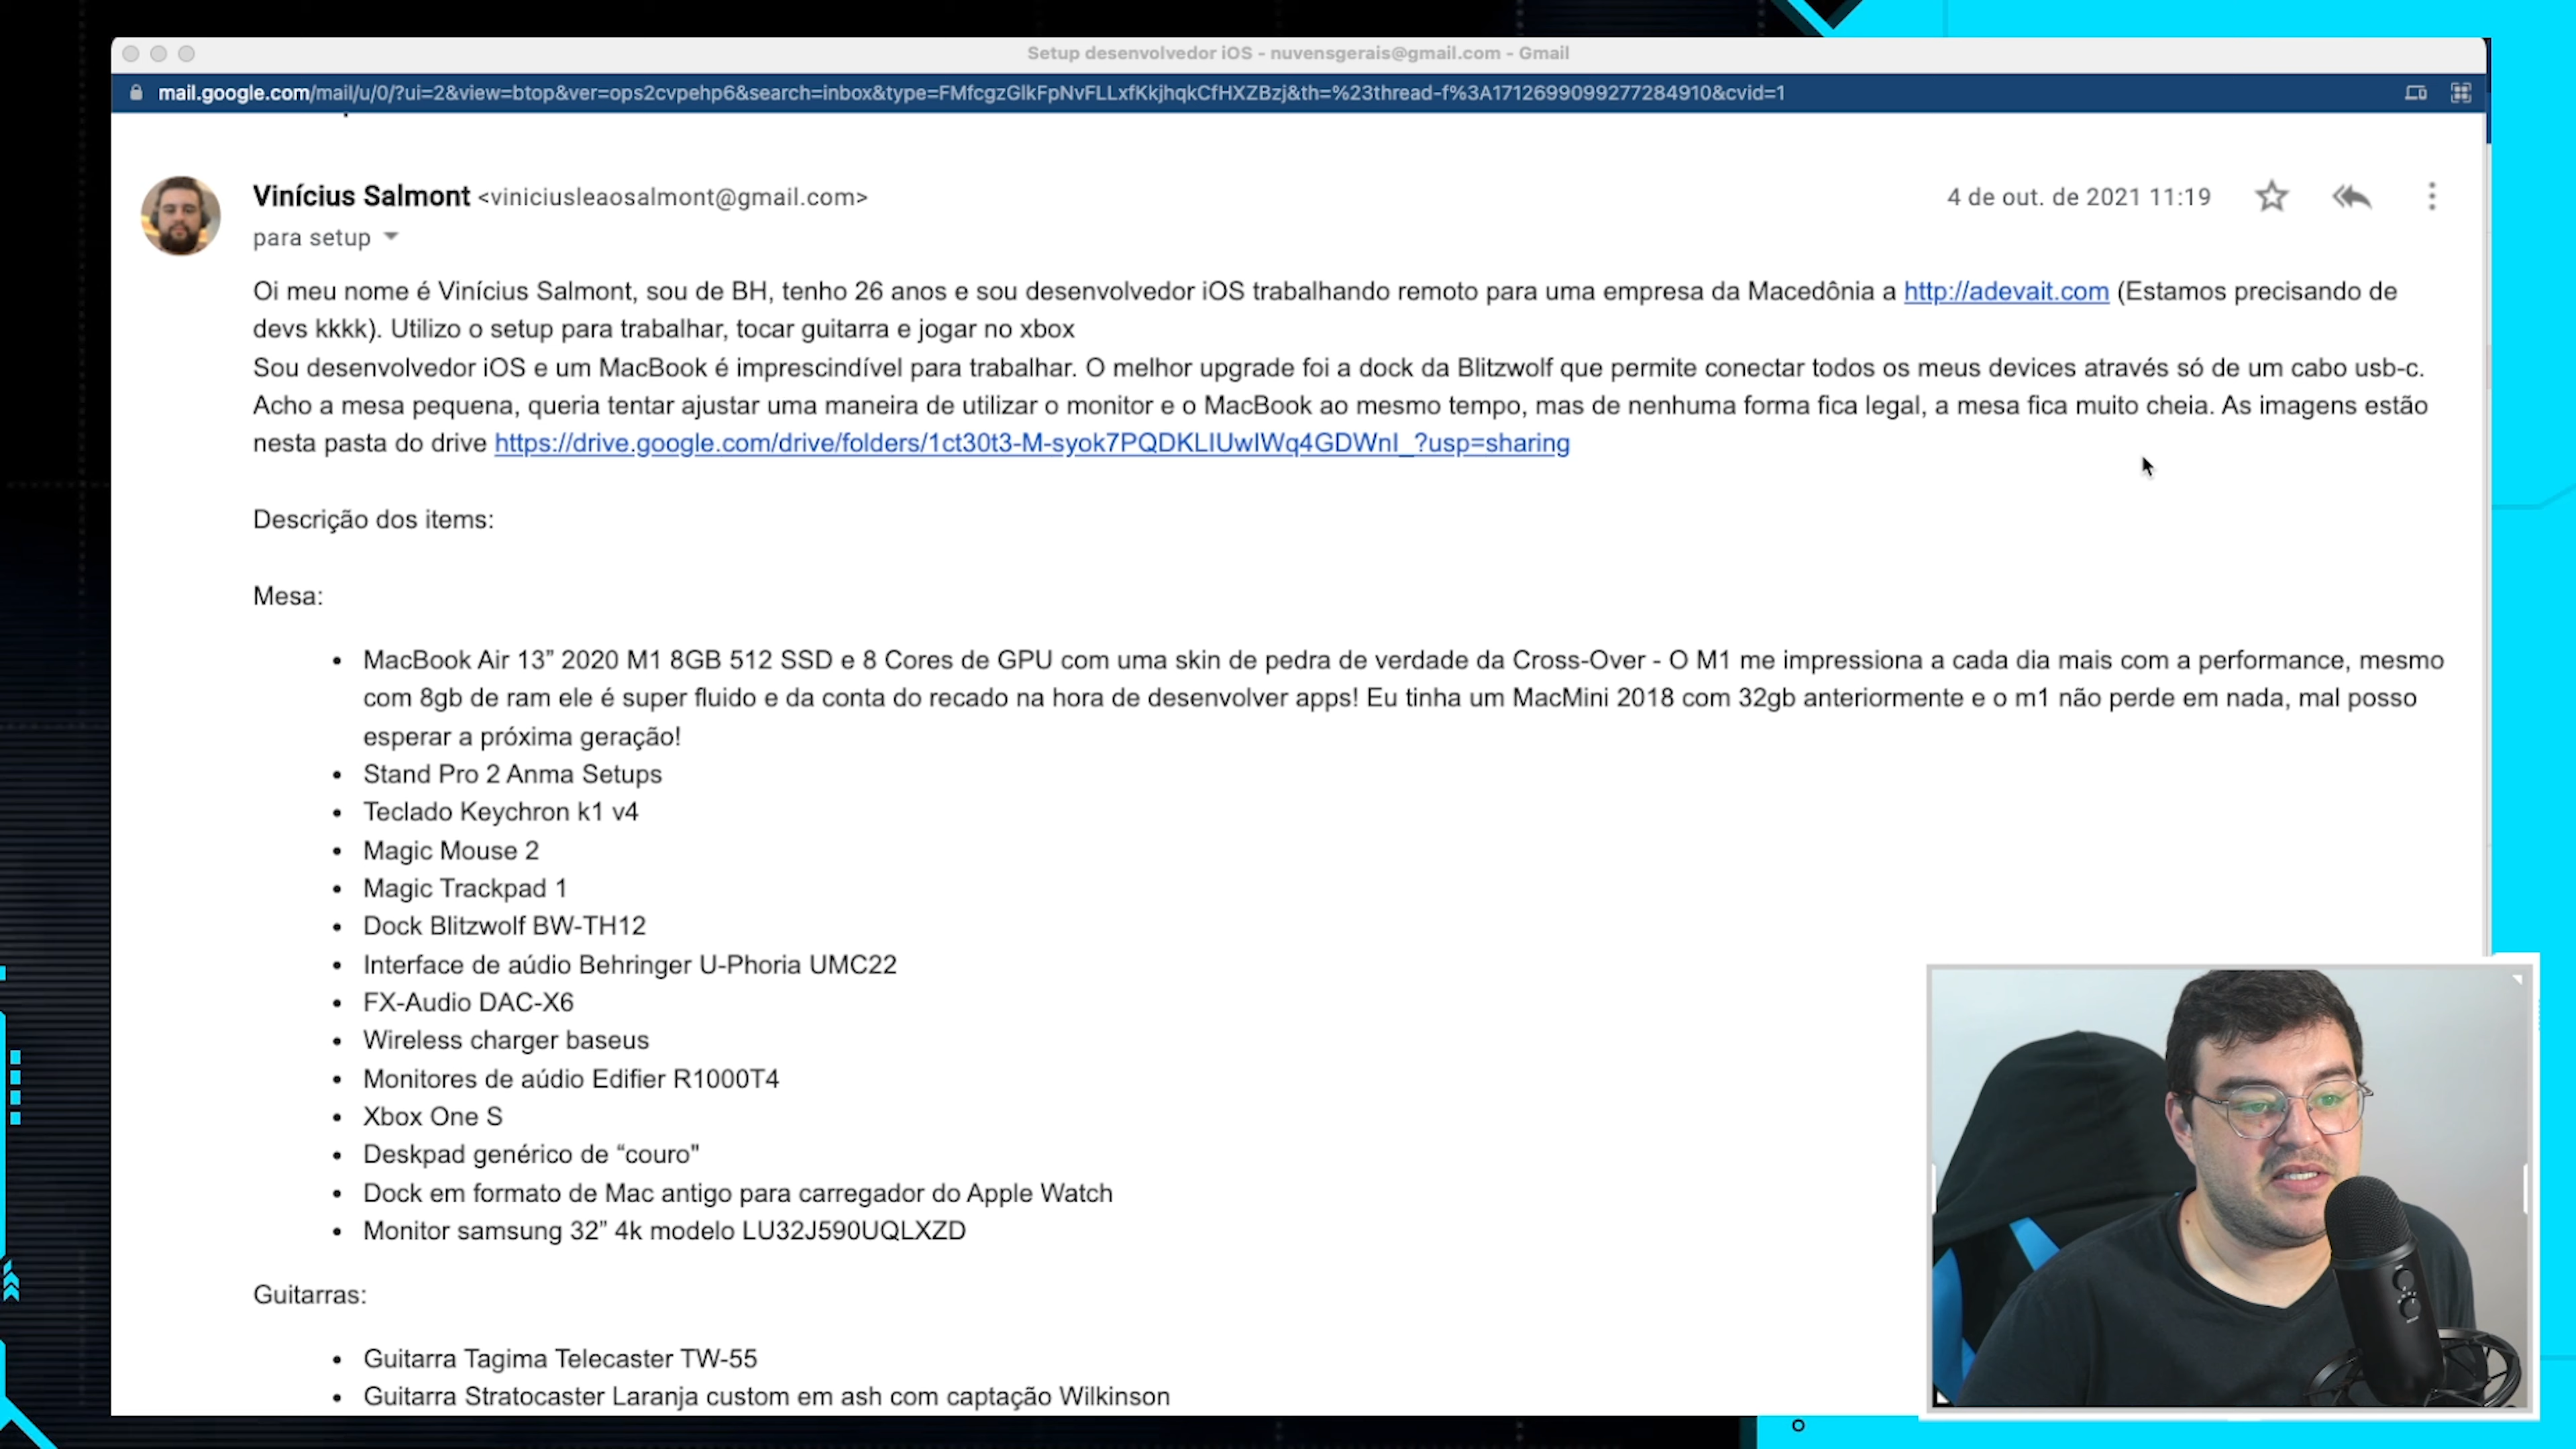 Setup desenvolvedor iOS - nuvensgerais@gmail.com - Gmail
mail.google.com/mail/u/0/?ui=2&view=btop&ver=ops2cvpehp6&search=inbox&type=FMfcgzGlkFpNvFLLxfKkjhqkCfHXZBzj&th=%23thread-f%3A1712699099277284910&cvid=1
Vinícius Salmont <viniciusleaosalmont@gmail.com>
4 de out. de 2021 11:19
para setup
Oi meu nome é Vinícius Salmont, sou de BH, tenho 26 anos e sou desenvolvedor iOS trabalhando remoto para uma empresa da Macedônia a http://adevait.com (Estamos precisando de
devs kkkk). Utilizo o setup para trabalhar, tocar guitarra e jogar no xbox
Sou desenvolvedor iOS e um MacBook é imprescindível para trabalhar. O melhor upgrade foi a dock da Blitzwolf que permite conectar todos os meus devices através só de um cabo usb-c.
Acho a mesa pequena, queria tentar ajustar uma maneira de utilizar o monitor e o MacBook ao mesmo tempo, mas de nenhuma forma fica legal, a mesa fica muito cheia. As imagens estão
nesta pasta do drive https://drive.google.com/drive/folders/1ct30t3-M-syok7PQDKLIUwIWq4GDWnI_?usp=sharing
Descrição dos items:
Mesa:
• MacBook Air 13” 2020 M1 8GB 512 SSD e 8 Cores de GPU com uma skin de pedra de verdade da Cross-Over - O M1 me impressiona a cada dia mais com a performance, mesmo
com 8gb de ram ele é super fluido e da conta do recado na hora de desenvolver apps! Eu tinha um MacMini 2018 com 32gb anteriormente e o m1 não perde em nada, mal posso
esperar a próxima geração!
• Stand Pro 2 Anma Setups
• Teclado Keychron k1 v4
• Magic Mouse 2
• Magic Trackpad 1
• Dock Blitzwolf BW-TH12
• Interface de aúdio Behringer U-Phoria UMC22
• FX-Audio DAC-X6
• Wireless charger baseus
• Monitores de aúdio Edifier R1000T4
• Xbox One S
• Deskpad genérico de “couro"
• Dock em formato de Mac antigo para carregador do Apple Watch
• Monitor samsung 32” 4k modelo LU32J590UQLXZD
Guitarras:
• Guitarra Tagima Telecaster TW-55
• Guitarra Stratocaster Laranja custom em ash com captação Wilkinson